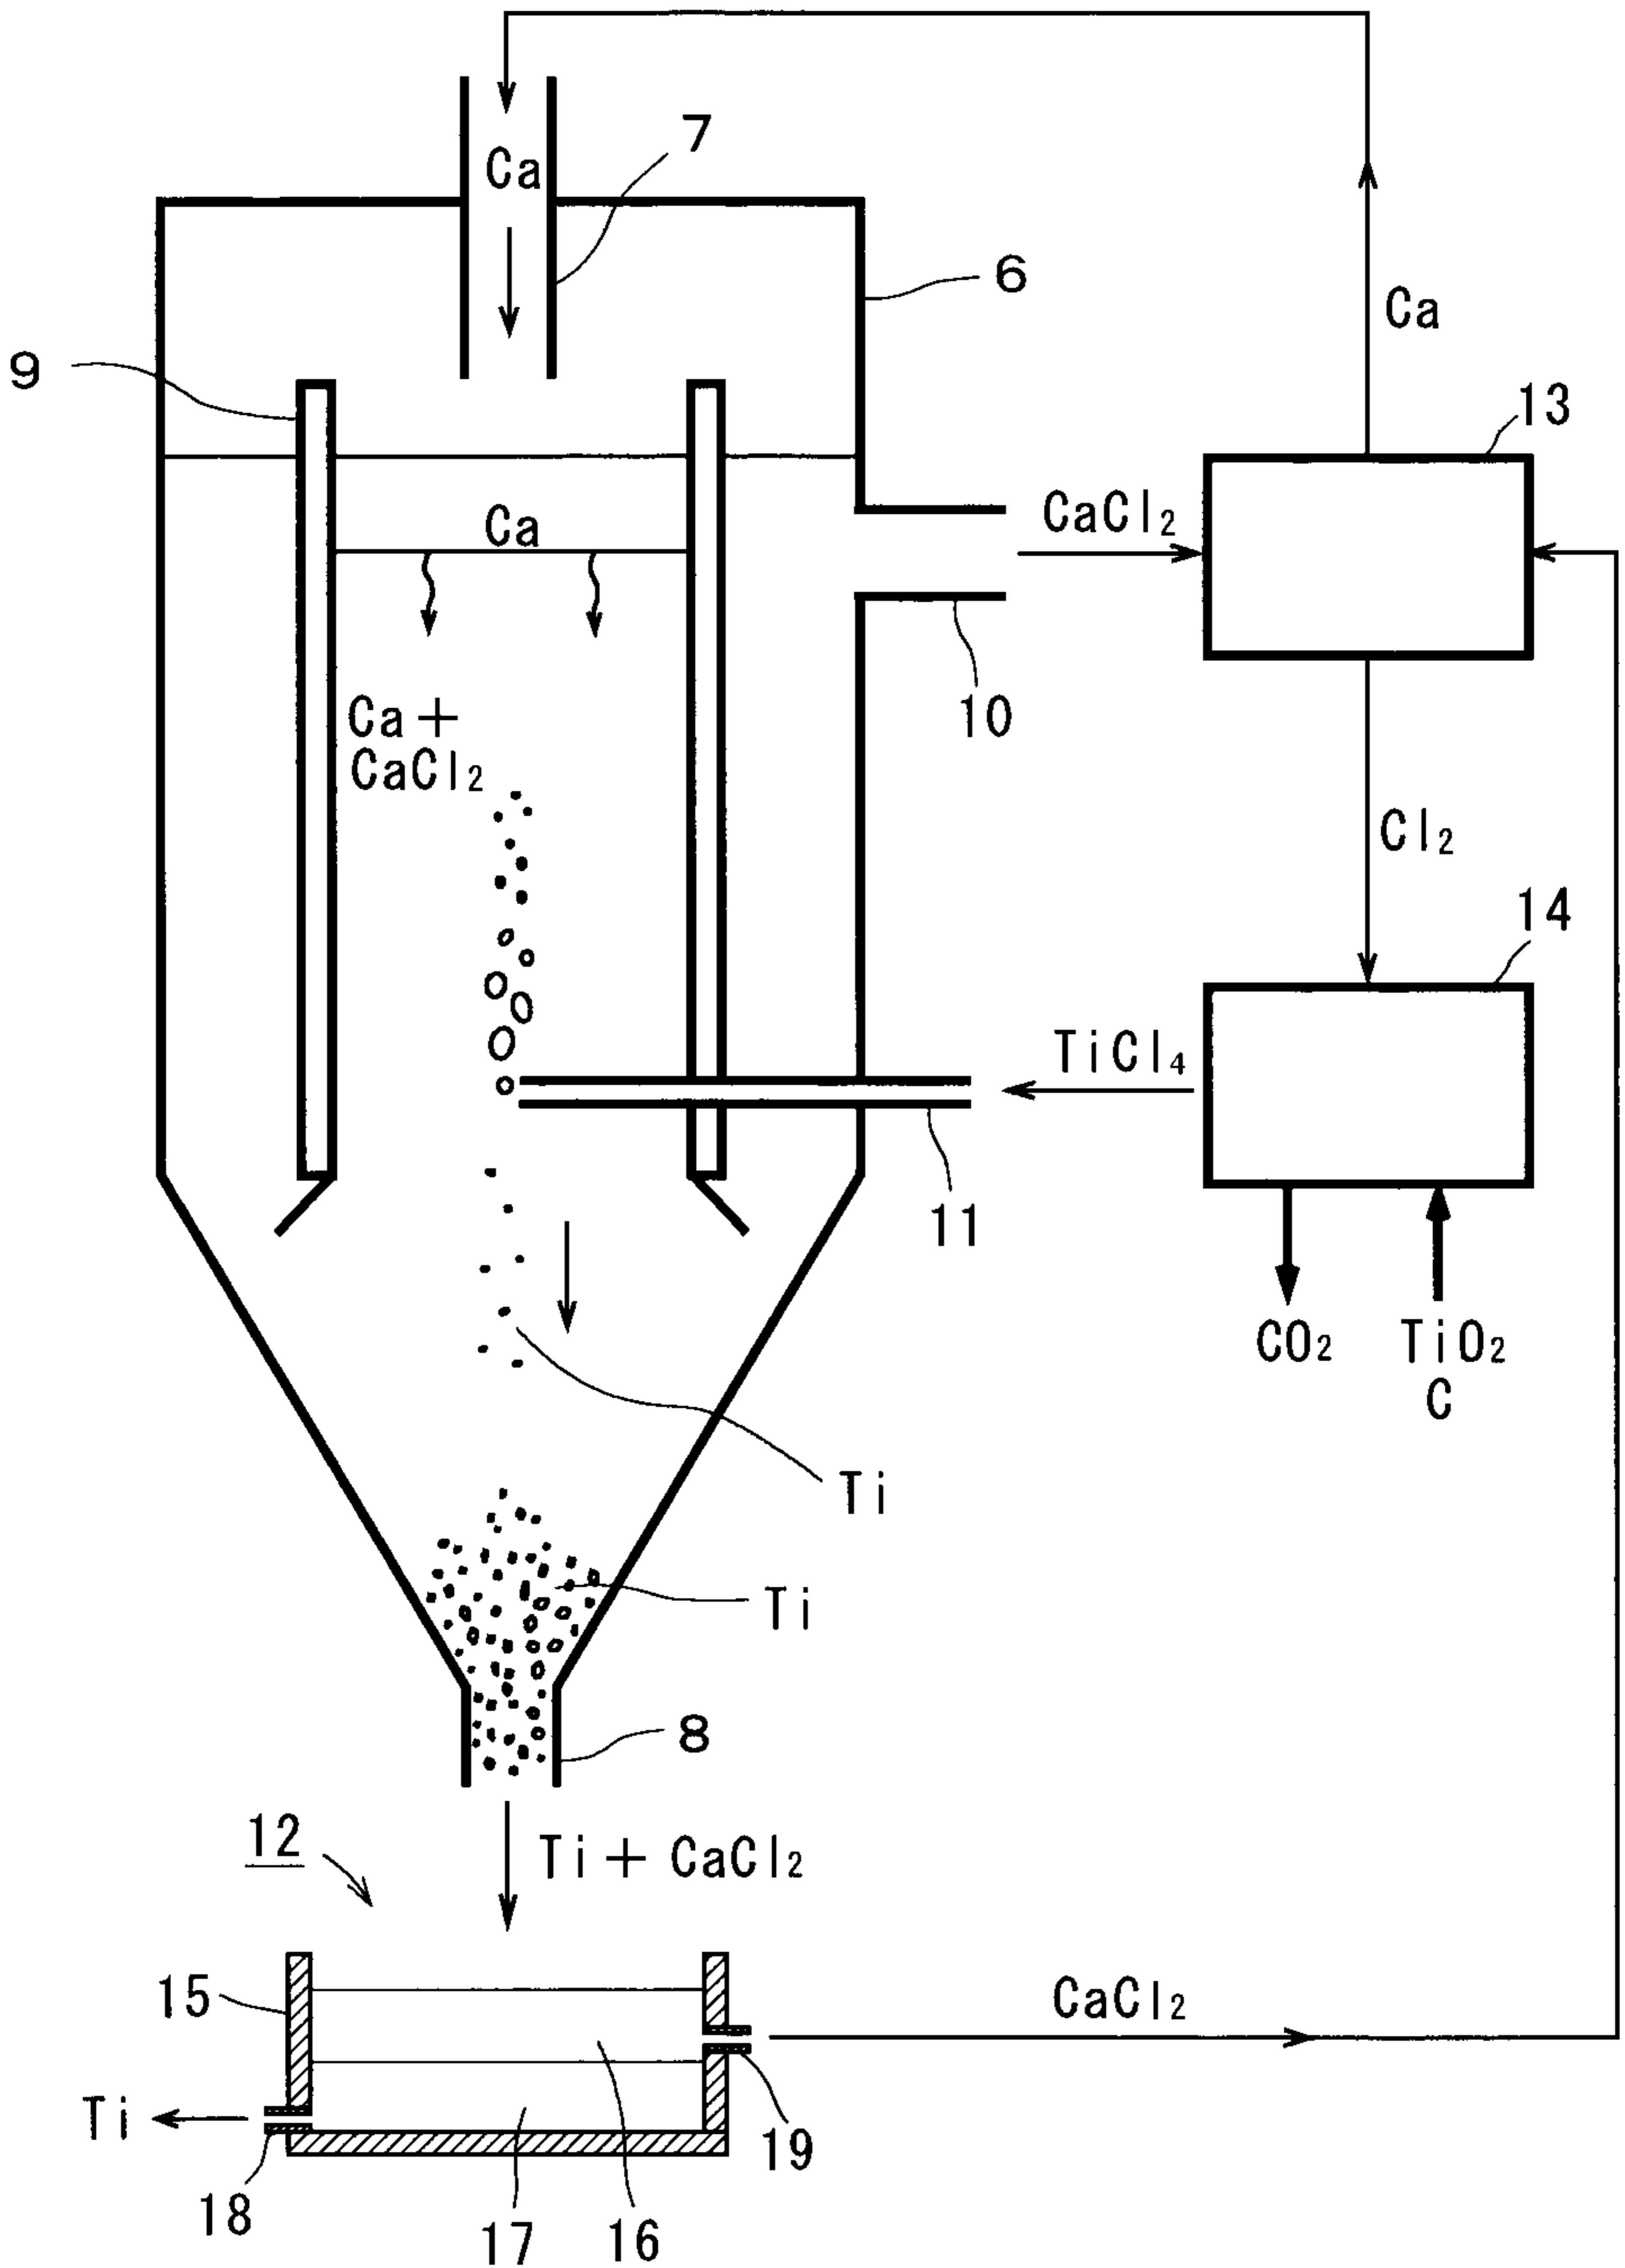 Ca
7
6
Ca
9
13
CaCl₂
Ca
10
Ca+
CaCl₂
Cl₂
14
TiCl₄
11
CO₂
TiO₂
C
Ti
Ti
8
12
Ti+CaCl₂
15
CaCl₂
Ti
19
18
17
16